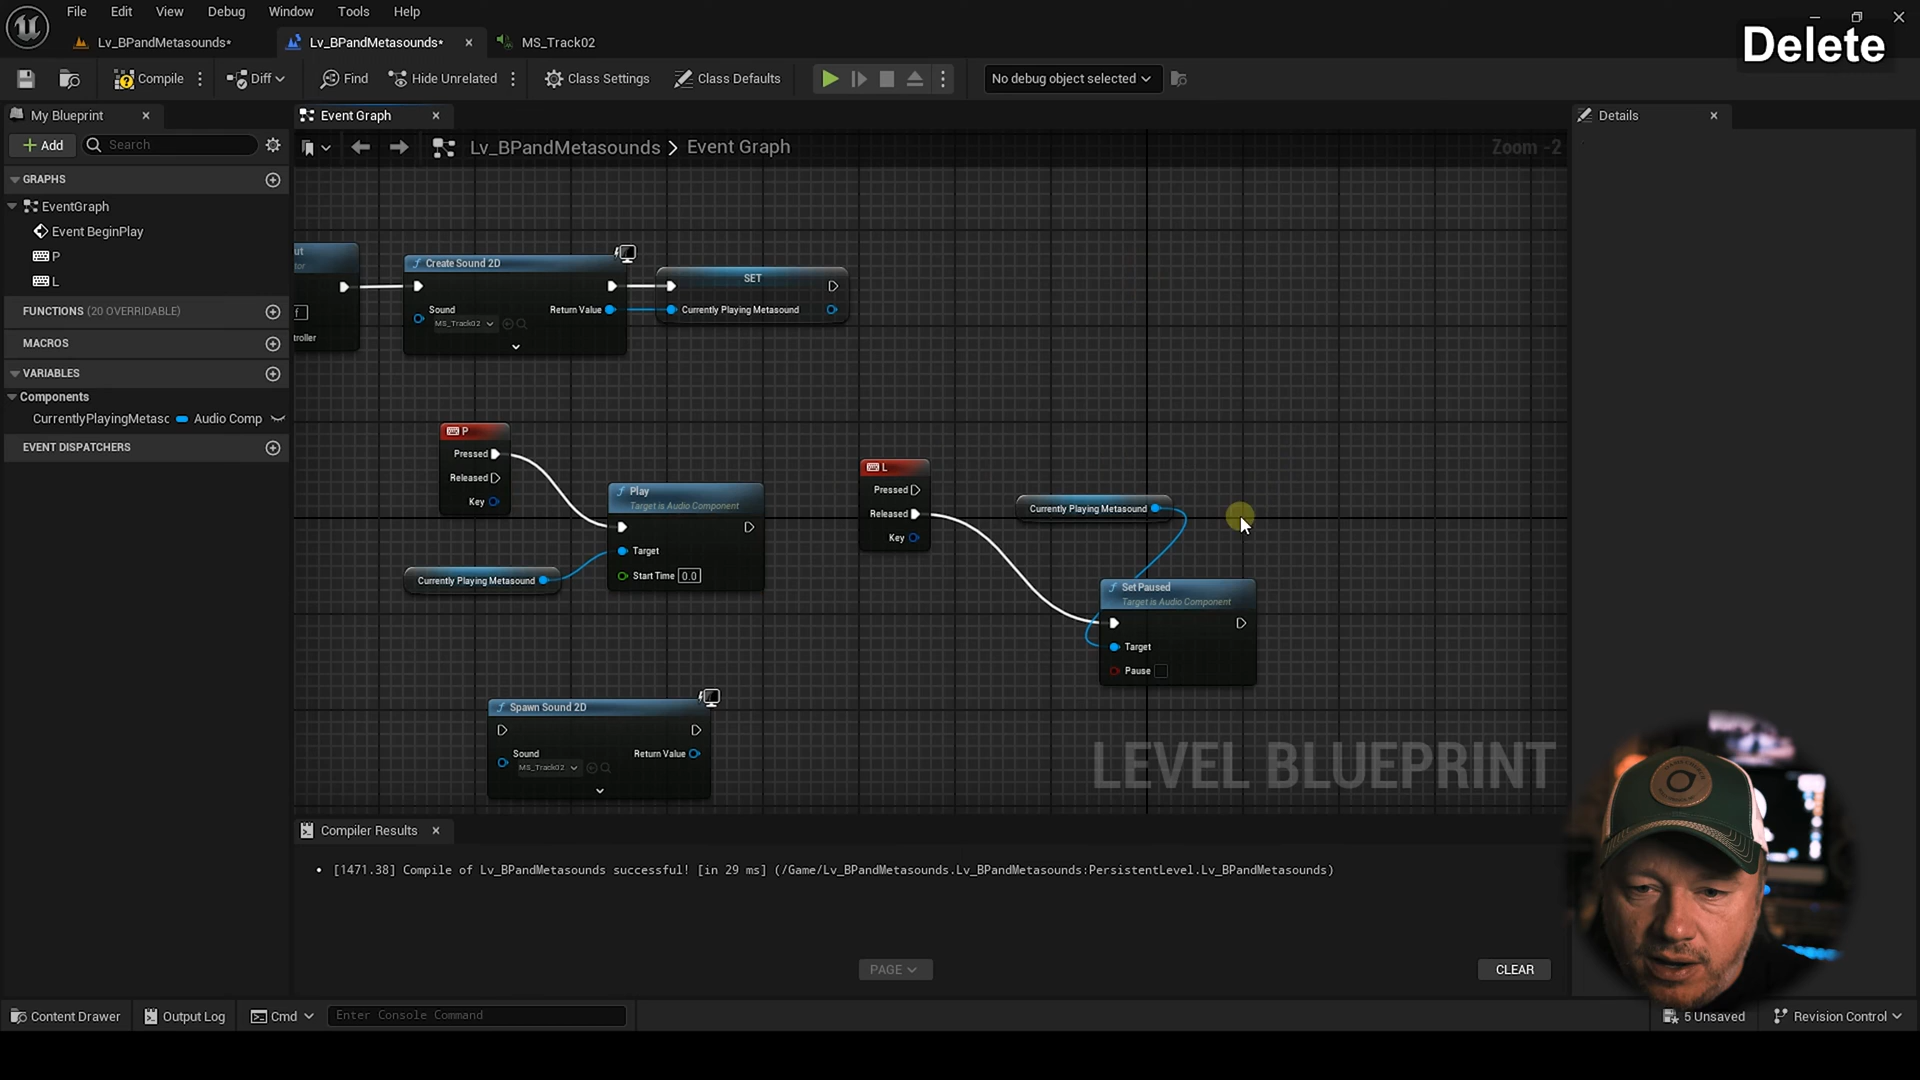 File Edit View Debug Window Tools Help
Delete
Lv_BPandMetasounds* Lv_BPandMetasounds* MS_Track02
Compile Diff Find Hide Unrelated Class Settings Class Defaults No debug object selected
My Blueprint Event Graph Details
Add Search
Lv_BPandMetasounds > Event Graph Zoom -2
GRAPHS
EventGraph
Event BeginPlay
P
L
FUNCTIONS (20 OVERRIDABLE)
MACROS
VARIABLES
Components
CurrentlyPlayingMetasc Audio Comp
EVENT DISPATCHERS
ut
tor
f
troller
Create Sound 2D
Sound
MS_Track02
Return Value
SET
Currently Playing Metasound
P
Pressed
Released
Key
Play
Target is Audio Component
Target
Start Time 0.0
Currently Playing Metasound
L
Pressed
Released
Key
Currently Playing Metasound
Set Paused
Target is Audio Component
Target
Pause
Spawn Sound 2D
Sound
MS_Track02
Return Value
LEVEL BLUEPRINT
Compiler Results
[1471.38] Compile of Lv_BPandMetasounds successful! [in 29 ms] (/Game/Lv_BPandMetasounds.Lv_BPandMetasounds:PersistentLevel.Lv_BPandMetasounds)
PAGE CLEAR
Content Drawer Output Log Cmd Enter Console Command 5 Unsaved Revision Control